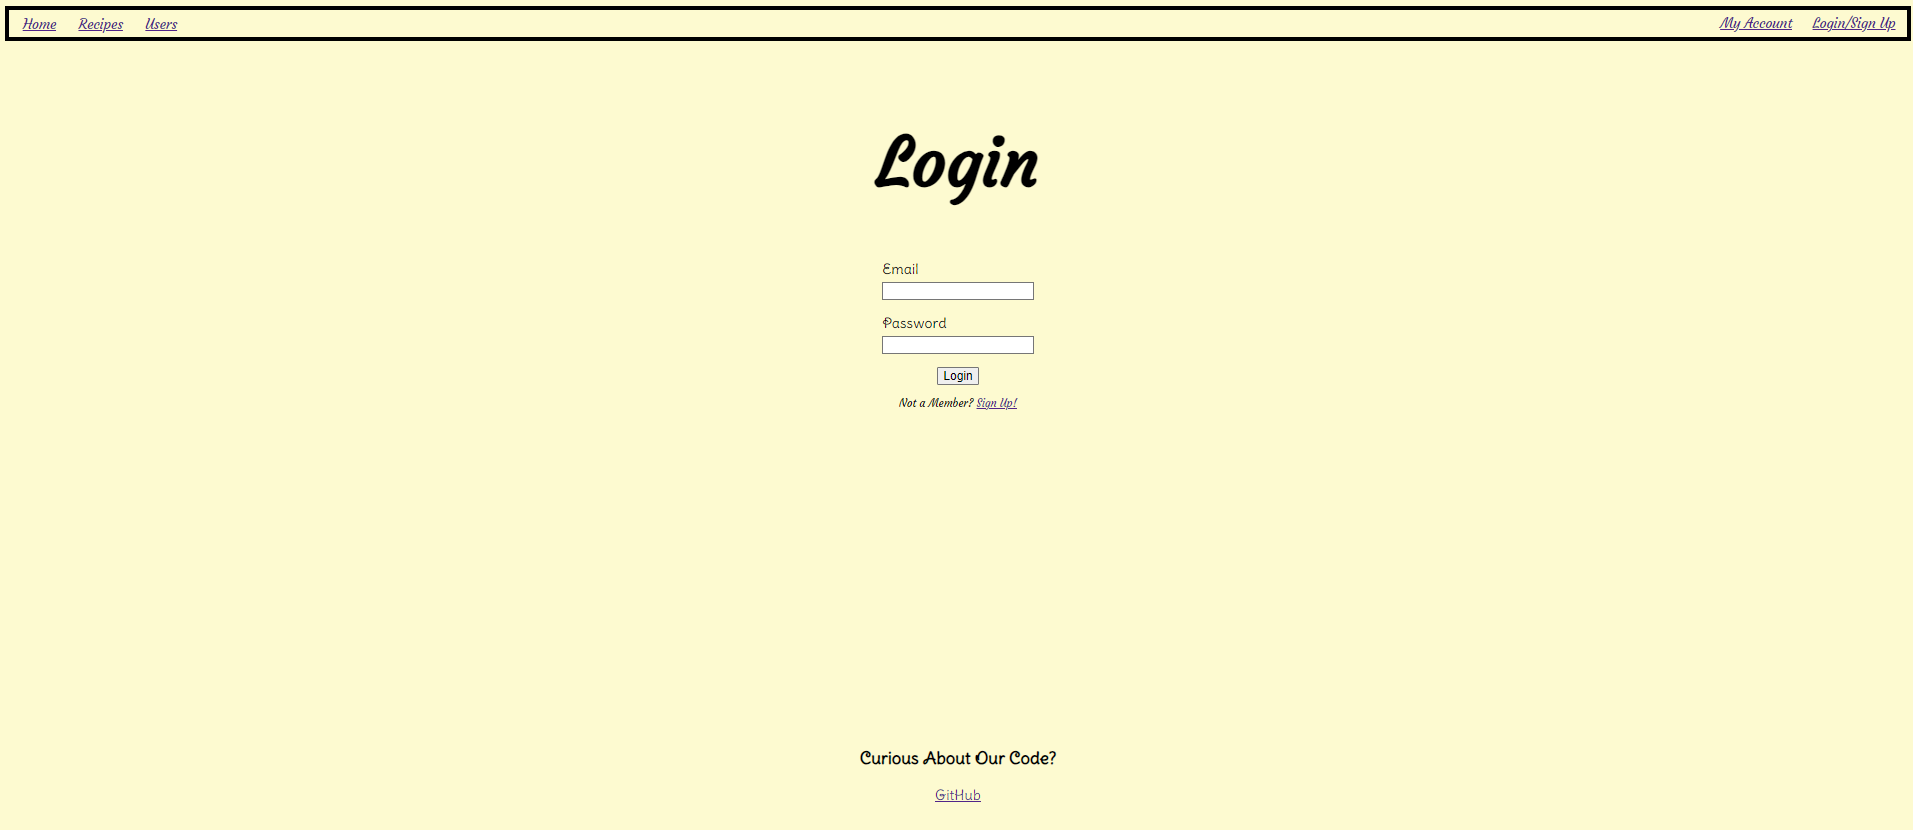 Home Recipes Users My Account Login/Sign Up
Login
Email
Password
Login
Not a Member? Sign Up!
Curious About Our Code?
GitHub